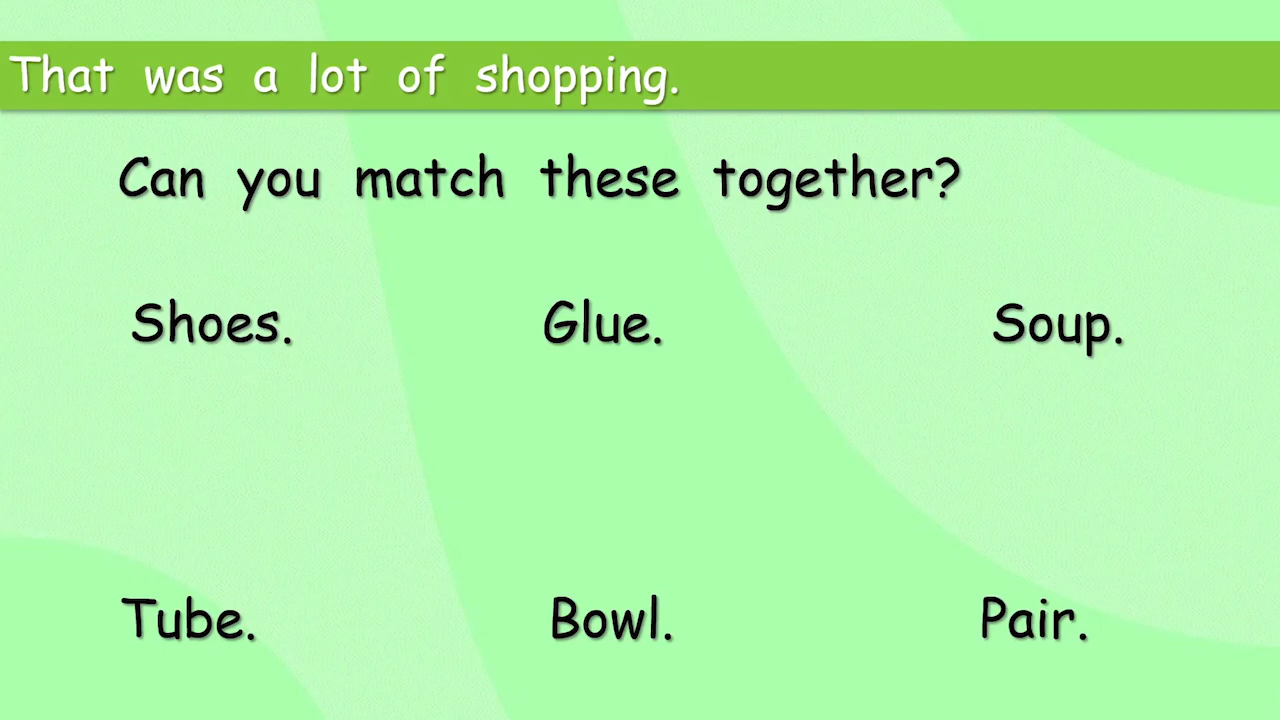 That was a lot of shopping.
Can you match these together?
Shoes. Glue. Soup.
Tube. Bowl. Pair.